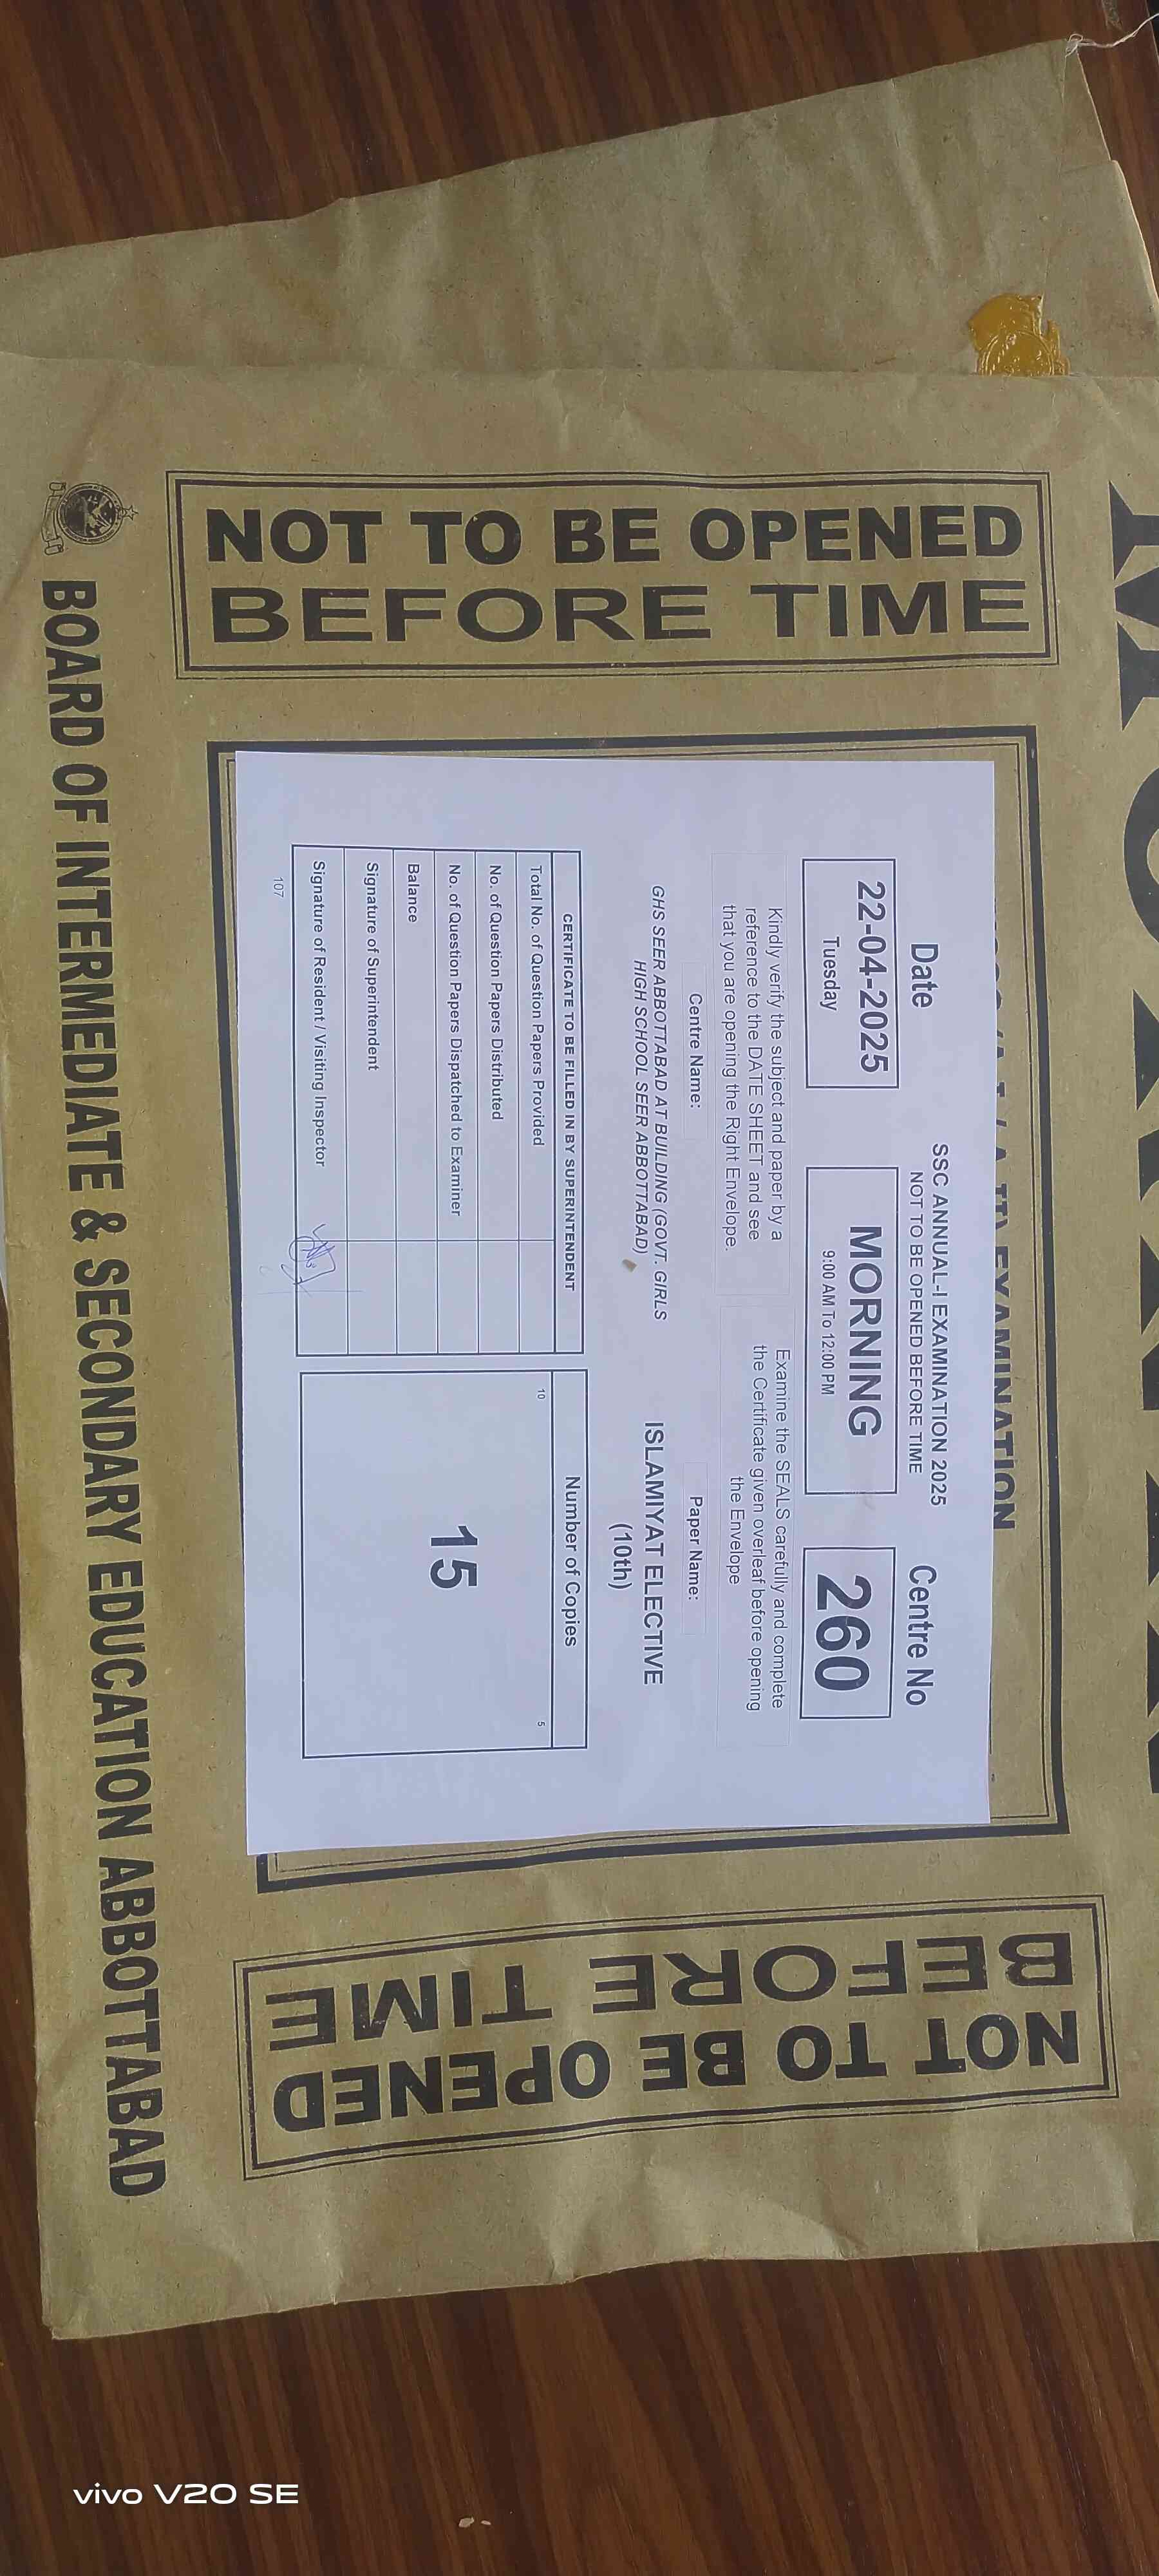 NOT TO BE OPENED
BEFORE TIME
EXAMINATION
SSC ANNUAL-I EXAMINATION 2025
NOT TO BE OPENED BEFORE TIME
Date
Centre No
22-04-2025
Tuesday
MORNING
9:00 AM To 12:00 PM
260
Kindly verify the subject and paper by a
reference to the DATE SHEET and see
that you are opening the Right Envelope.
Examine the SEALS carefully and complete
the Certificate given overleaf before opening
the Envelope
Centre Name:
Paper Name:
GHS SEER ABBOTTABAD AT BUILDING (GOVT. GIRLS
HIGH SCHOOL SEER ABBOTTABAD)
ISLAMIYAT ELECTIVE
(10th)
CERTIFICATE TO BE FILLED IN BY SUPERINTENDENT
Total No. of Question Papers Provided
No. of Question Papers Distributed
No. of Question Papers Dispatched to Examiner
Balance
Signature of Superintendent
Signature of Resident / Visiting Inspector
107
Number of Copies
10
5
15
NOT TO BE OPENED
BEFORE TIME
BOARD OF INTERMEDIATE & SECONDARY EDUCATION ABBOTTABAD
vivo V20 SE